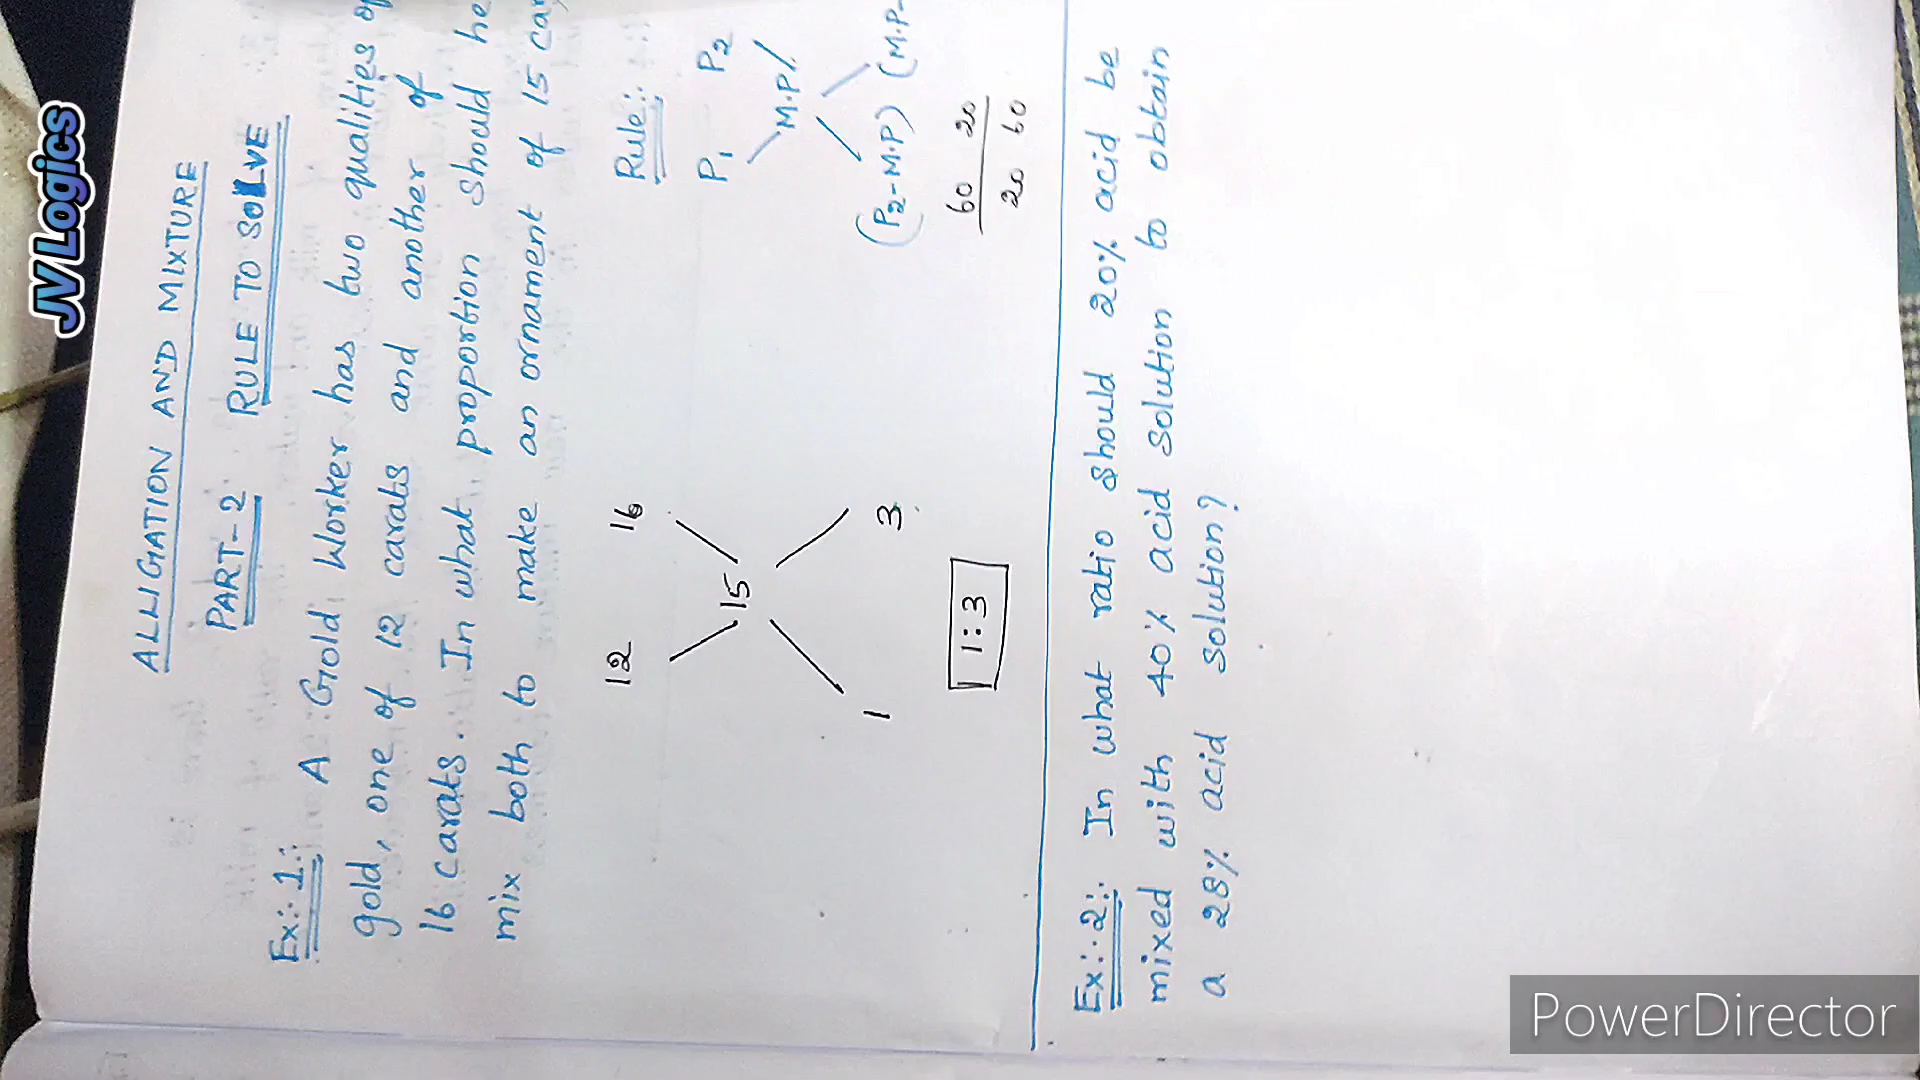 JV Logics
ALLIGATION AND MIXTURE
PART-2 RULE TO SOLVE
Ex:-1:. A Gold Worker has two qualities of
gold, one of 12 carats and another of
16 carats. In what proportion should he
mix both to make an ornament of 15
12 16
15
1 3
1:3
Rule:.
P1 P2
M.P
(P2-M.P) (M.P-
60 20
20 60
Ex:-2:. In what ratio should 20% acid be
mixed with 40% acid solution to obtain
a 28% acid solution?
PowerDirector